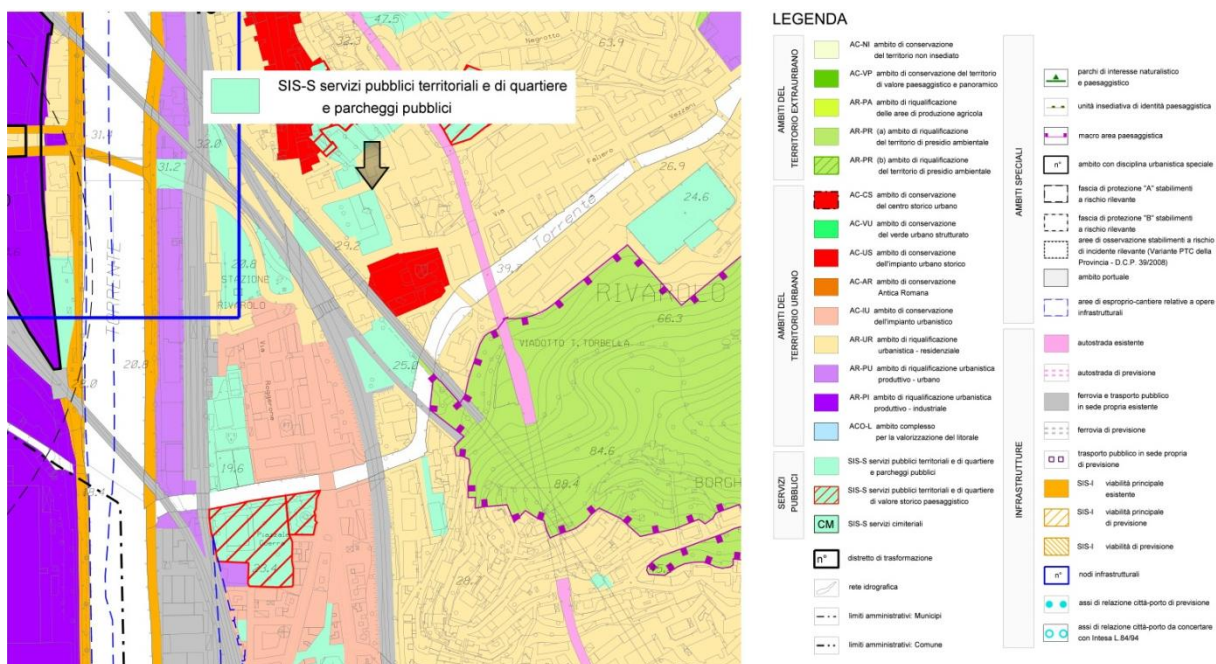 47.5
32.3
Negrotto
63.9
SIS-S servizi pubblici territoriali e di quartiere
e parcheggi pubblici
31.4
32.0
31.2
Fallero
26.9
24.6
Torrente
29.2
39.7
20.8
STAZIONE
DI
RIVAROLO
TORRENTE
RIVAROLO
66.3
VIADOTTO T. TORBELLA
25.0
20.8
Via
84.6
88.4
BORGH
19.6
23.4
28.7
LEGENDA
AMBITI DEL
TERRITORIO EXTRAURBANO
AC-NI ambito di conservazione
del territorio non insediato
AC-VP ambito di conservazione del territorio
di valore paesaggistico e panoramico
AR-PA ambito di riqualificazione
delle aree di produzione agricola
AR-PR (a) ambito di riqualificazione
del territorio di presidio ambientale
AR-PR (b) ambito di riqualificazione
del territorio di presidio ambientale
AMBITI DEL
TERRITORIO URBANO
AC-CS ambito di conservazione
del centro storico urbano
AC-VU ambito di conservazione
del verde urbano strutturato
AC-US ambito di conservazione
dell'impianto urbano storico
AC-AR ambito di conservazione
Antica Romana
AC-IU ambito di conservazione
dell'impianto urbanistico
AR-UR ambito di riqualificazione
urbanistica - residenziale
AR-PU ambito di riqualificazione urbanistica
produttivo - urbano
AR-PI ambito di riqualificazione urbanistica
produttivo - industriale
ACO-L ambito complesso
per la valorizzazione del litorale
SERVIZI
PUBBLICI
SIS-S servizi pubblici territoriali e di quartiere
e parcheggi pubblici
SIS-S servizi pubblici territoriali e di quartiere
di valore storico paesaggistico
CM SIS-S servizi cimiteriali
n° distretto di trasformazione
rete idrografica
limiti amministrativi: Municipi
limiti amministrativi: Comune
AMBITI SPECIALI
parchi di interesse naturalistico
e paesaggistico
unità insediativa di identità paesaggistica
macro area paesaggistica
n° ambito con disciplina urbanistica speciale
fascia di protezione "A" stabilimenti
a rischio rilevante
fascia di protezione "B" stabilimenti
a rischio rilevante
aree di osservazione stabilimenti a rischio
di incidente rilevante (Variante PTC della
Provincia - D.C.P. 39/2008)
ambito portuale
aree di esproprio-cantiere relative a opere
infrastrutturali
INFRASTRUTTURE
autostrada esistente
autostrada di previsione
ferrovia e trasporto pubblico
in sede propria esistente
ferrovia di previsione
trasporto pubblico in sede propria
di previsione
SIS-I viabilità principale
esistente
SIS-I viabilità principale
di previsione
SIS-I viabilità di previsione
n° nodi infrastrutturali
assi di relazione città-porto di previsione
assi di relazione città-porto da concertare
con Intesa L.84/94